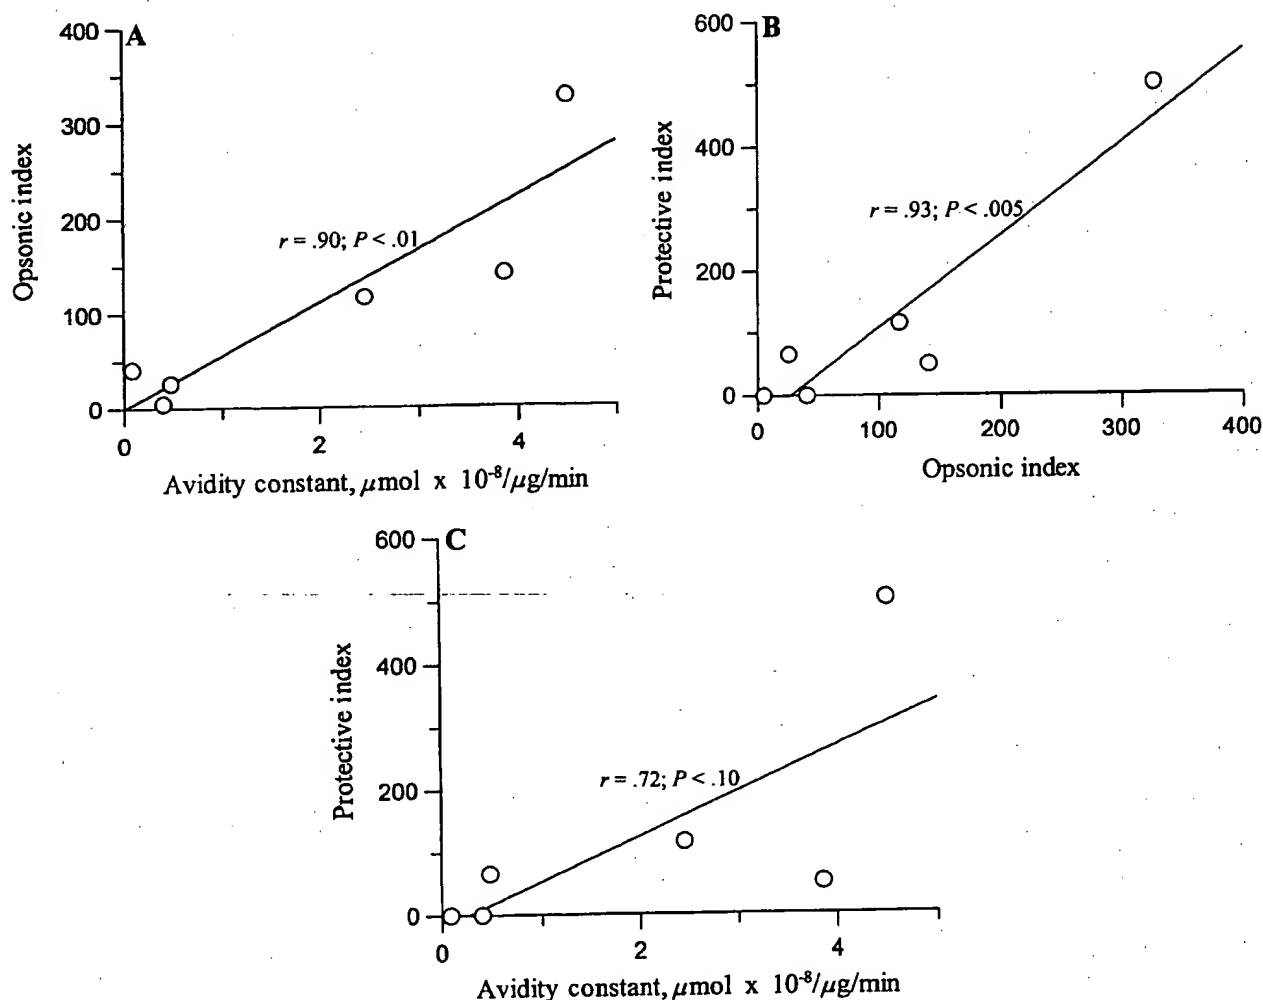 A
400
300
200
100
0
Opsonic index
r = .90; P < .01
0 2 4
Avidity constant, μmol x 10⁻⁸/μg/min
B
600
400
200
0
Protective index
r = .93; P < .005
0 100 200 300 400
Opsonic index
C
600
400
200
0
Protective index
r = .72; P < .10
0 2 4
Avidity constant, μmol x 10⁻⁸/μg/min